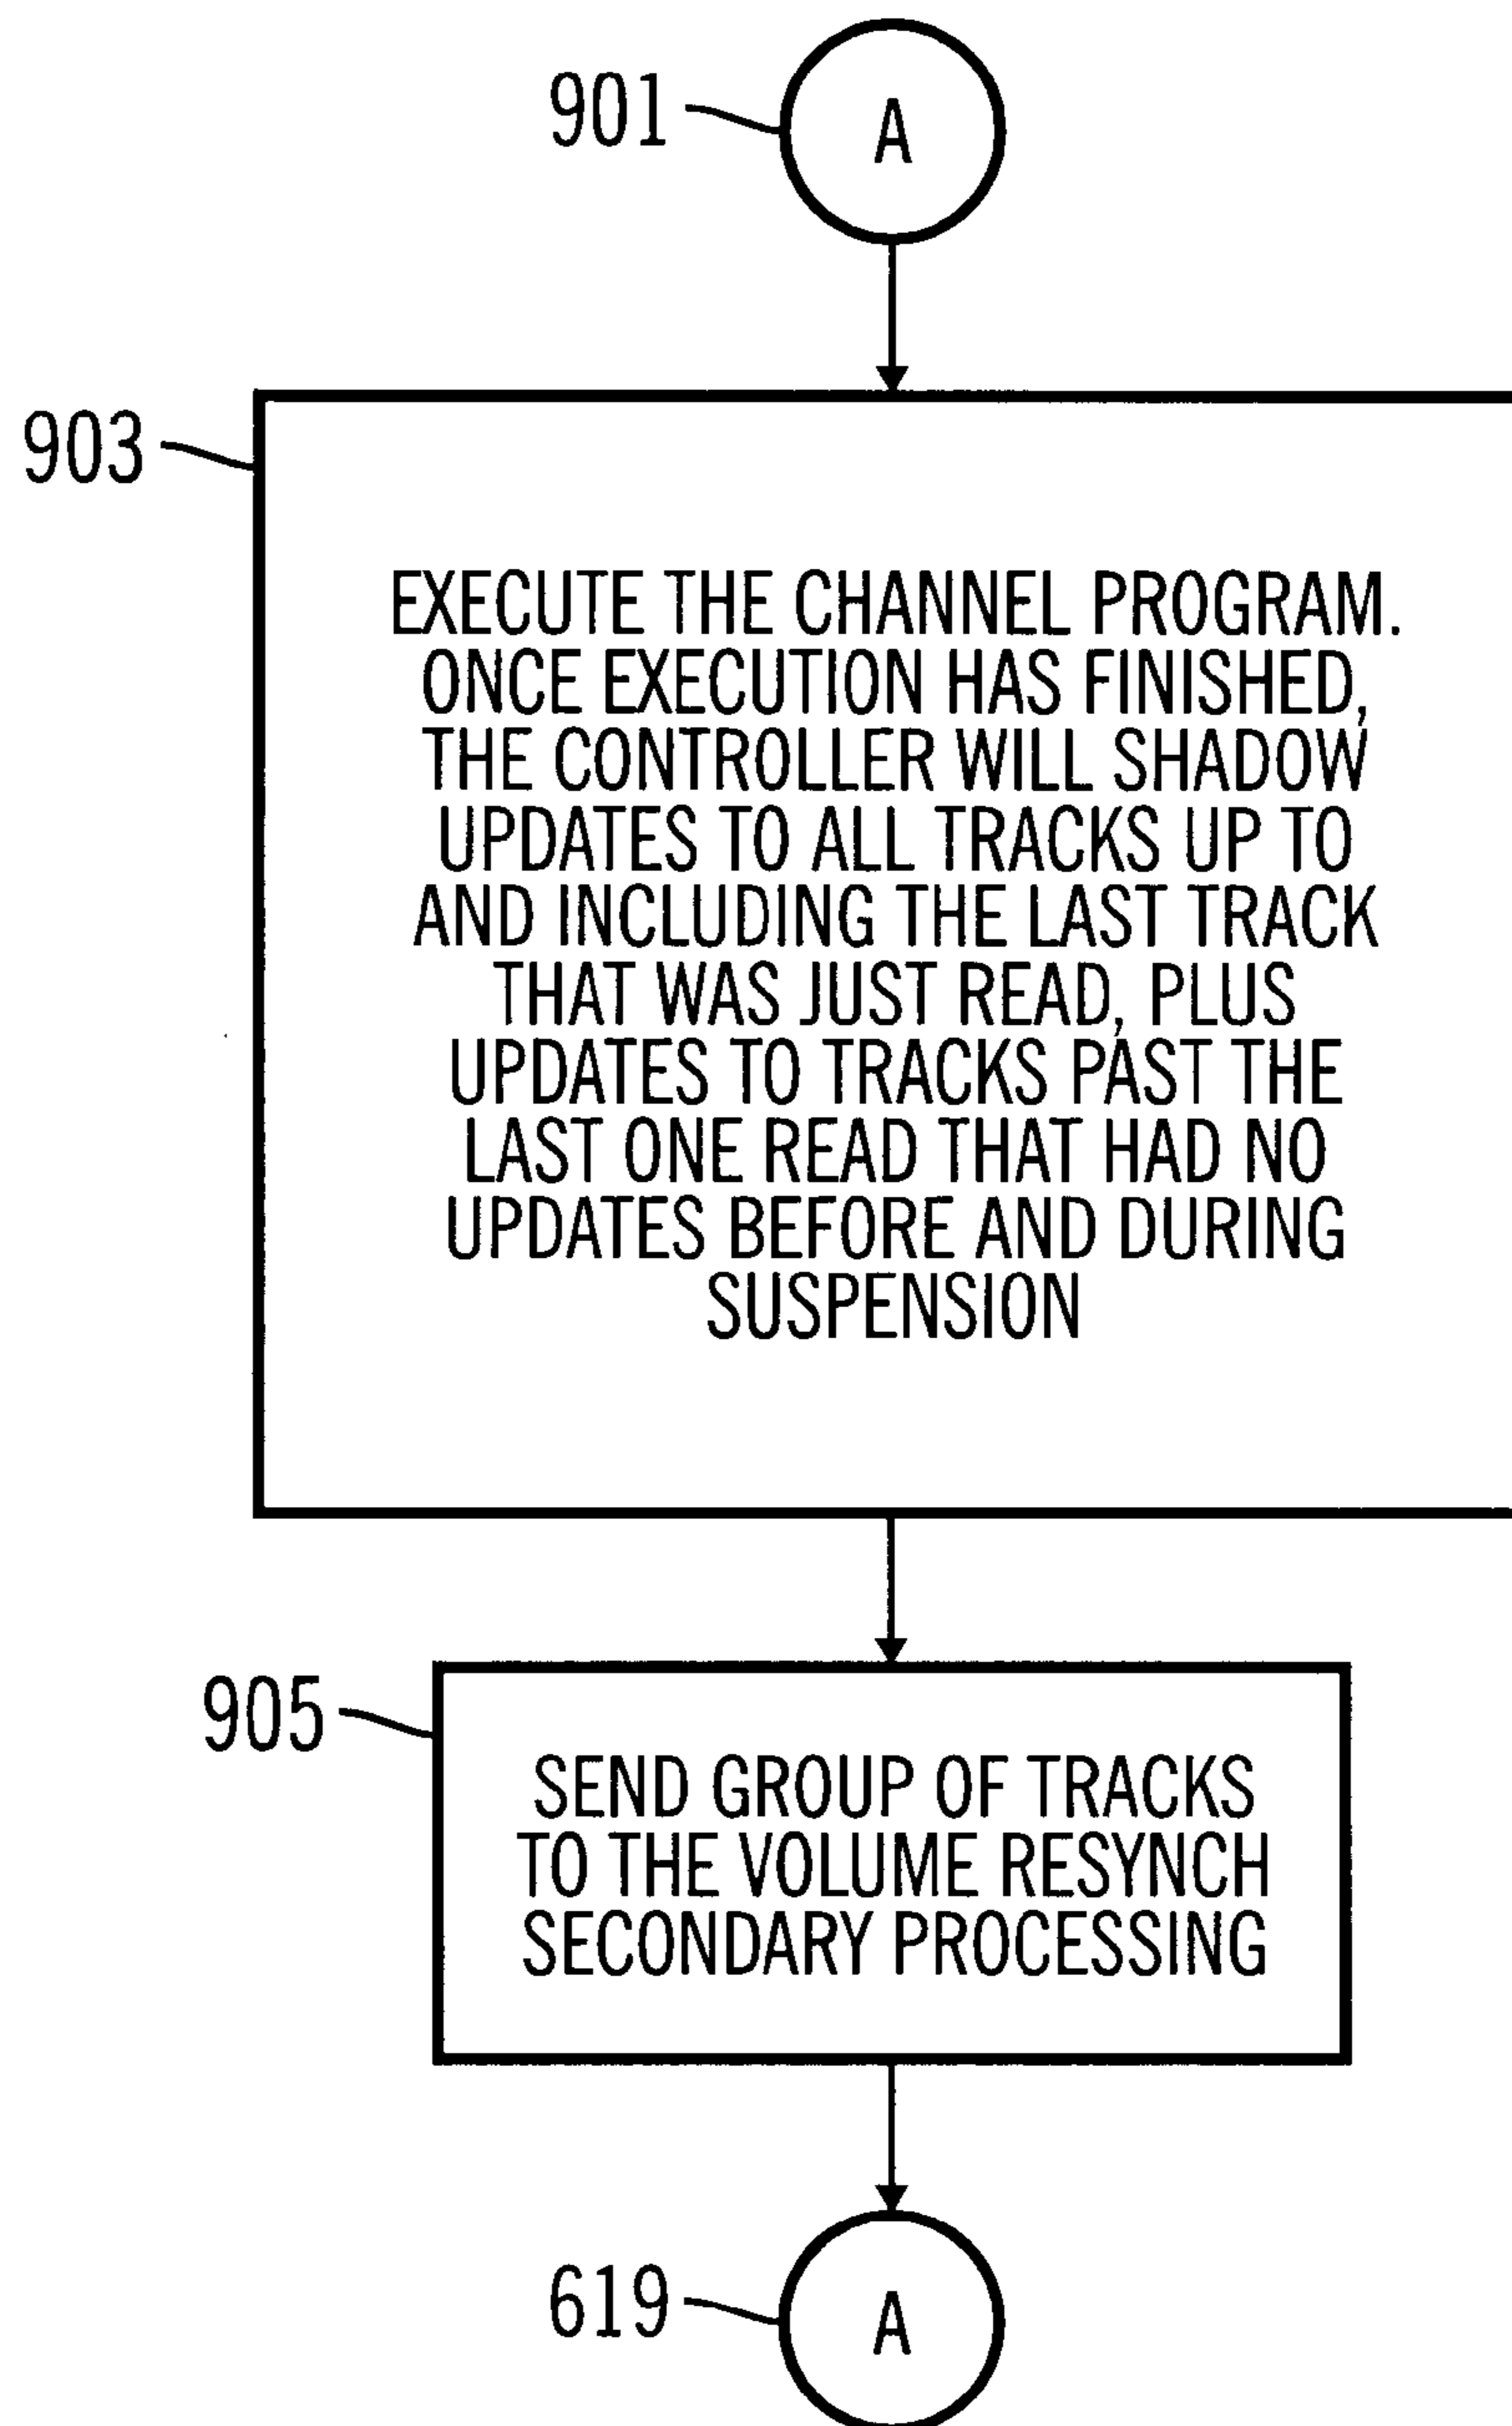 901
A
903
EXECUTE THE CHANNEL PROGRAM.
ONCE EXECUTION HAS FINISHED,
THE CONTROLLER WILL SHADOW
UPDATES TO ALL TRACKS UP TO
AND INCLUDING THE LAST TRACK
THAT WAS JUST READ, PLUS
UPDATES TO TRACKS PAST THE
LAST ONE READ THAT HAD NO
UPDATES BEFORE AND DURING
SUSPENSION
905
SEND GROUP OF TRACKS
TO THE VOLUME RESYNCH
SECONDARY PROCESSING
619
A